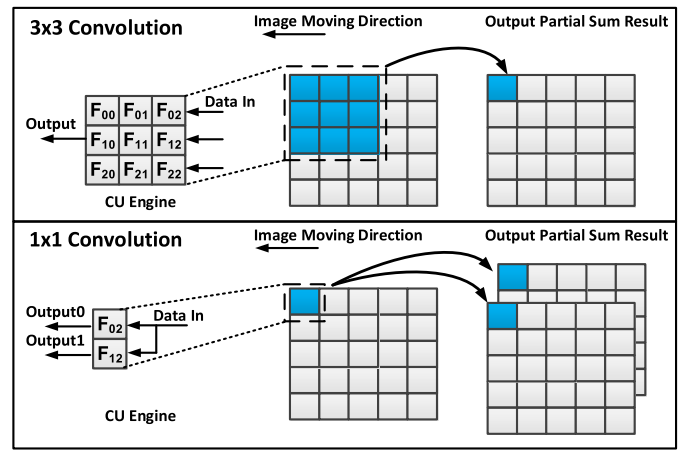 3x3 Convolution
Image Moving Direction
Output Partial Sum Result
F00 F01 F02
Data In
Output
F10 F11 F12
F20 F21 F22
CU Engine
1x1 Convolution
Image Moving Direction
Output Partial Sum Result
Output0
F02
Data In
Output1
F12
CU Engine